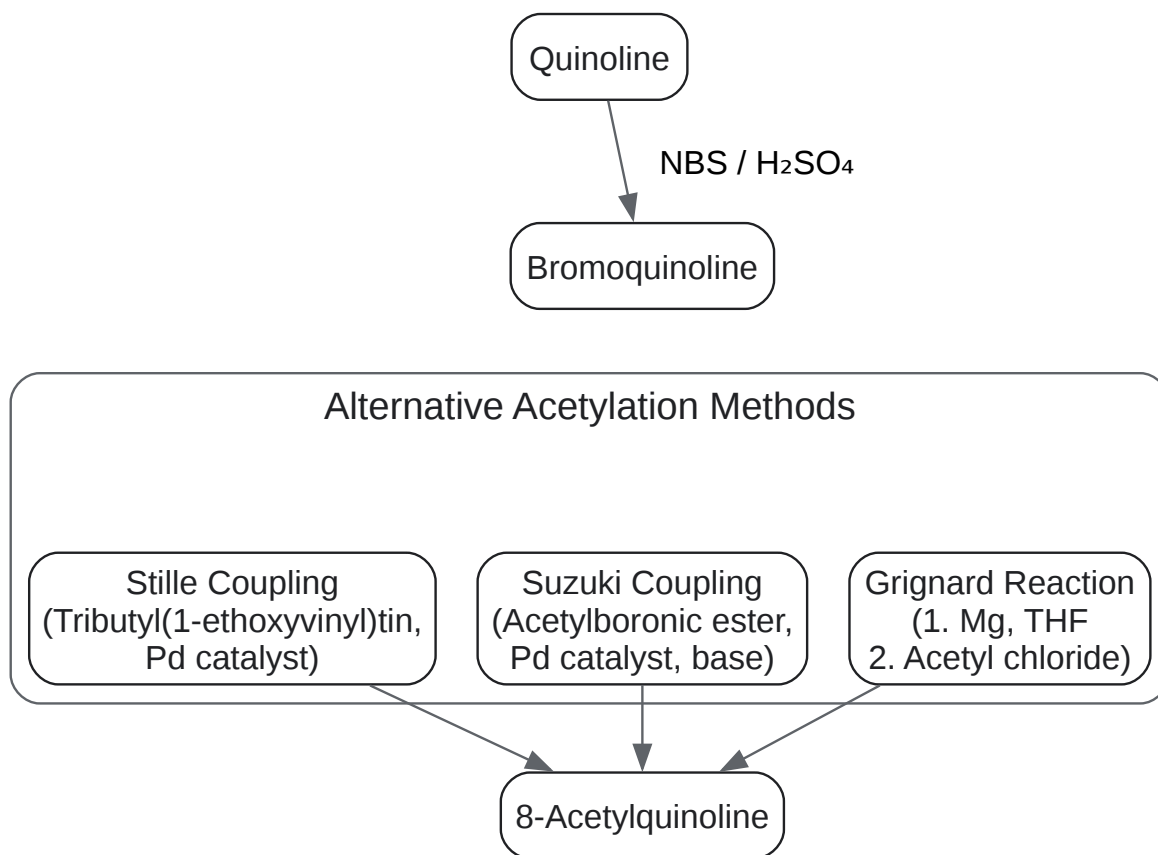 Quinoline
NBS / H₂SO₄
Bromoquinoline
Alternative Acetylation Methods
Stille Coupling
(Tributyl(1-ethoxyvinyl)tin,
Pd catalyst)
Suzuki Coupling
(Acetylboronic ester,
Pd catalyst, base)
Grignard Reaction
(1. Mg, THF
2. Acetyl chloride)
8-Acetylquinoline